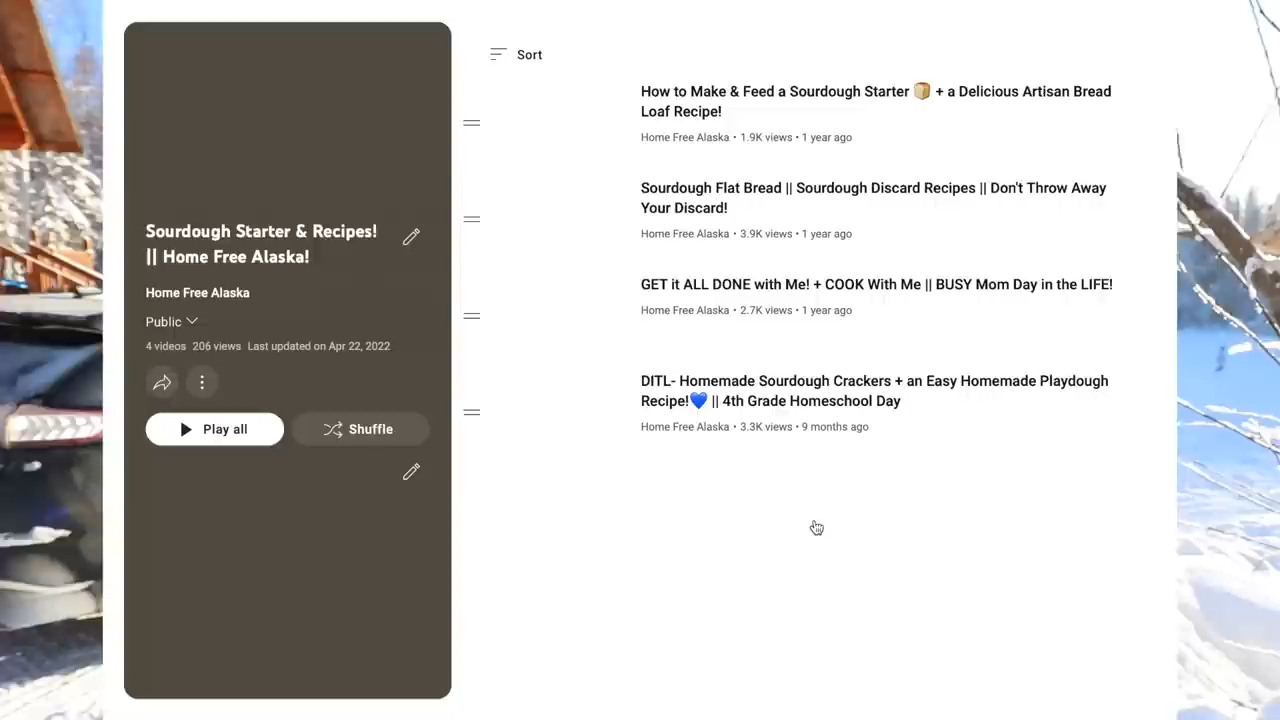 Sort
Sourdough Starter & Recipes!
|| Home Free Alaska!
Home Free Alaska
Public
4 videos 206 views Last updated on Apr 22, 2022
Play all
Shuffle
How to Make & Feed a Sourdough Starter 🍞 + a Delicious Artisan Bread
Loaf Recipe!
Home Free Alaska • 1.9K views • 1 year ago
Sourdough Flat Bread || Sourdough Discard Recipes || Don't Throw Away
Your Discard!
Home Free Alaska • 3.9K views • 1 year ago
GET it ALL DONE with Me! + COOK With Me || BUSY Mom Day in the LIFE!
Home Free Alaska • 2.7K views • 1 year ago
DITL- Homemade Sourdough Crackers + an Easy Homemade Playdough
Recipe!💙 || 4th Grade Homeschool Day
Home Free Alaska • 3.3K views • 9 months ago